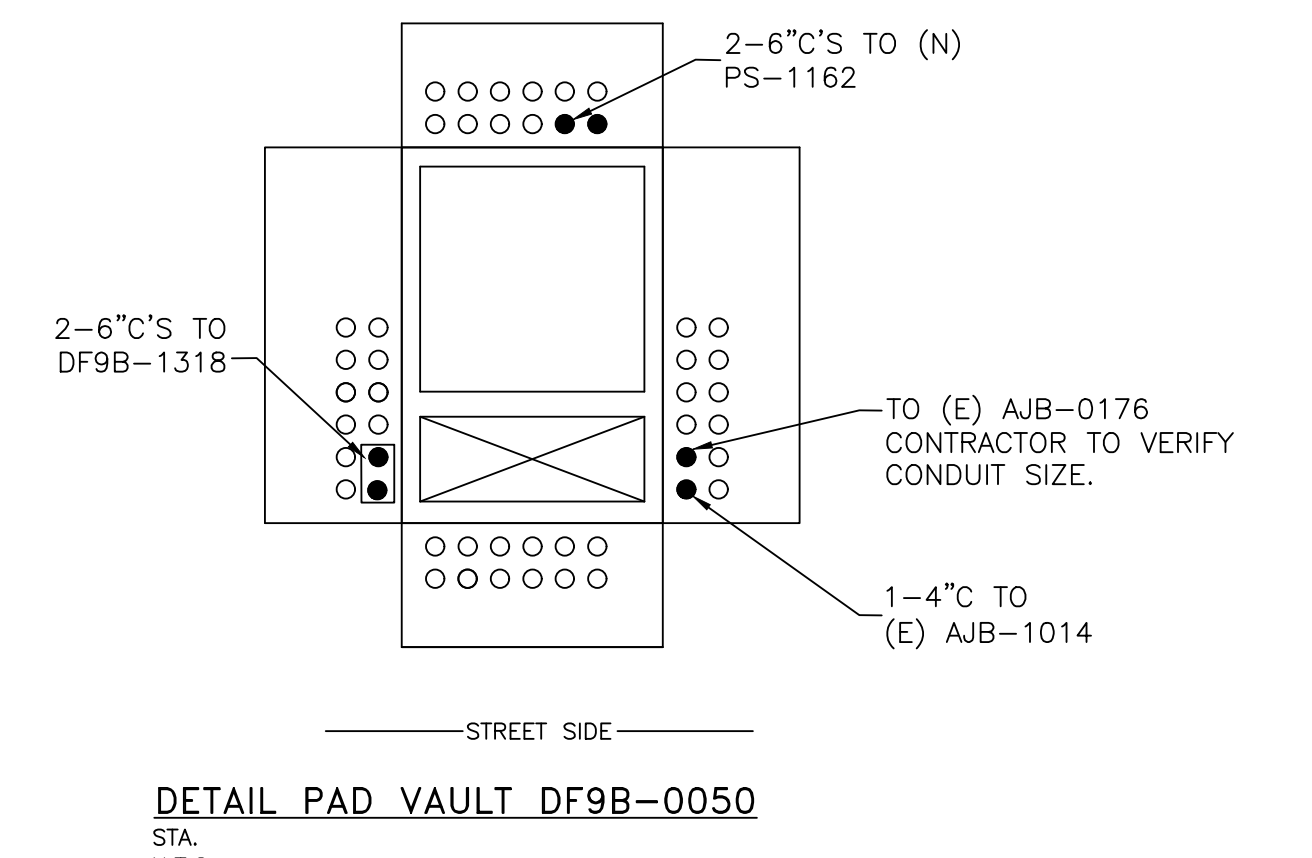 2-6"C'S TO (N)
PS-1162
2-6"C'S TO
DF9B-1318
TO (E) AJB-0176
CONTRACTOR TO VERIFY
CONDUIT SIZE.
1-4"C TO
(E) AJB-1014
STREET SIDE
DETAIL PAD VAULT DF9B-0050
STA.